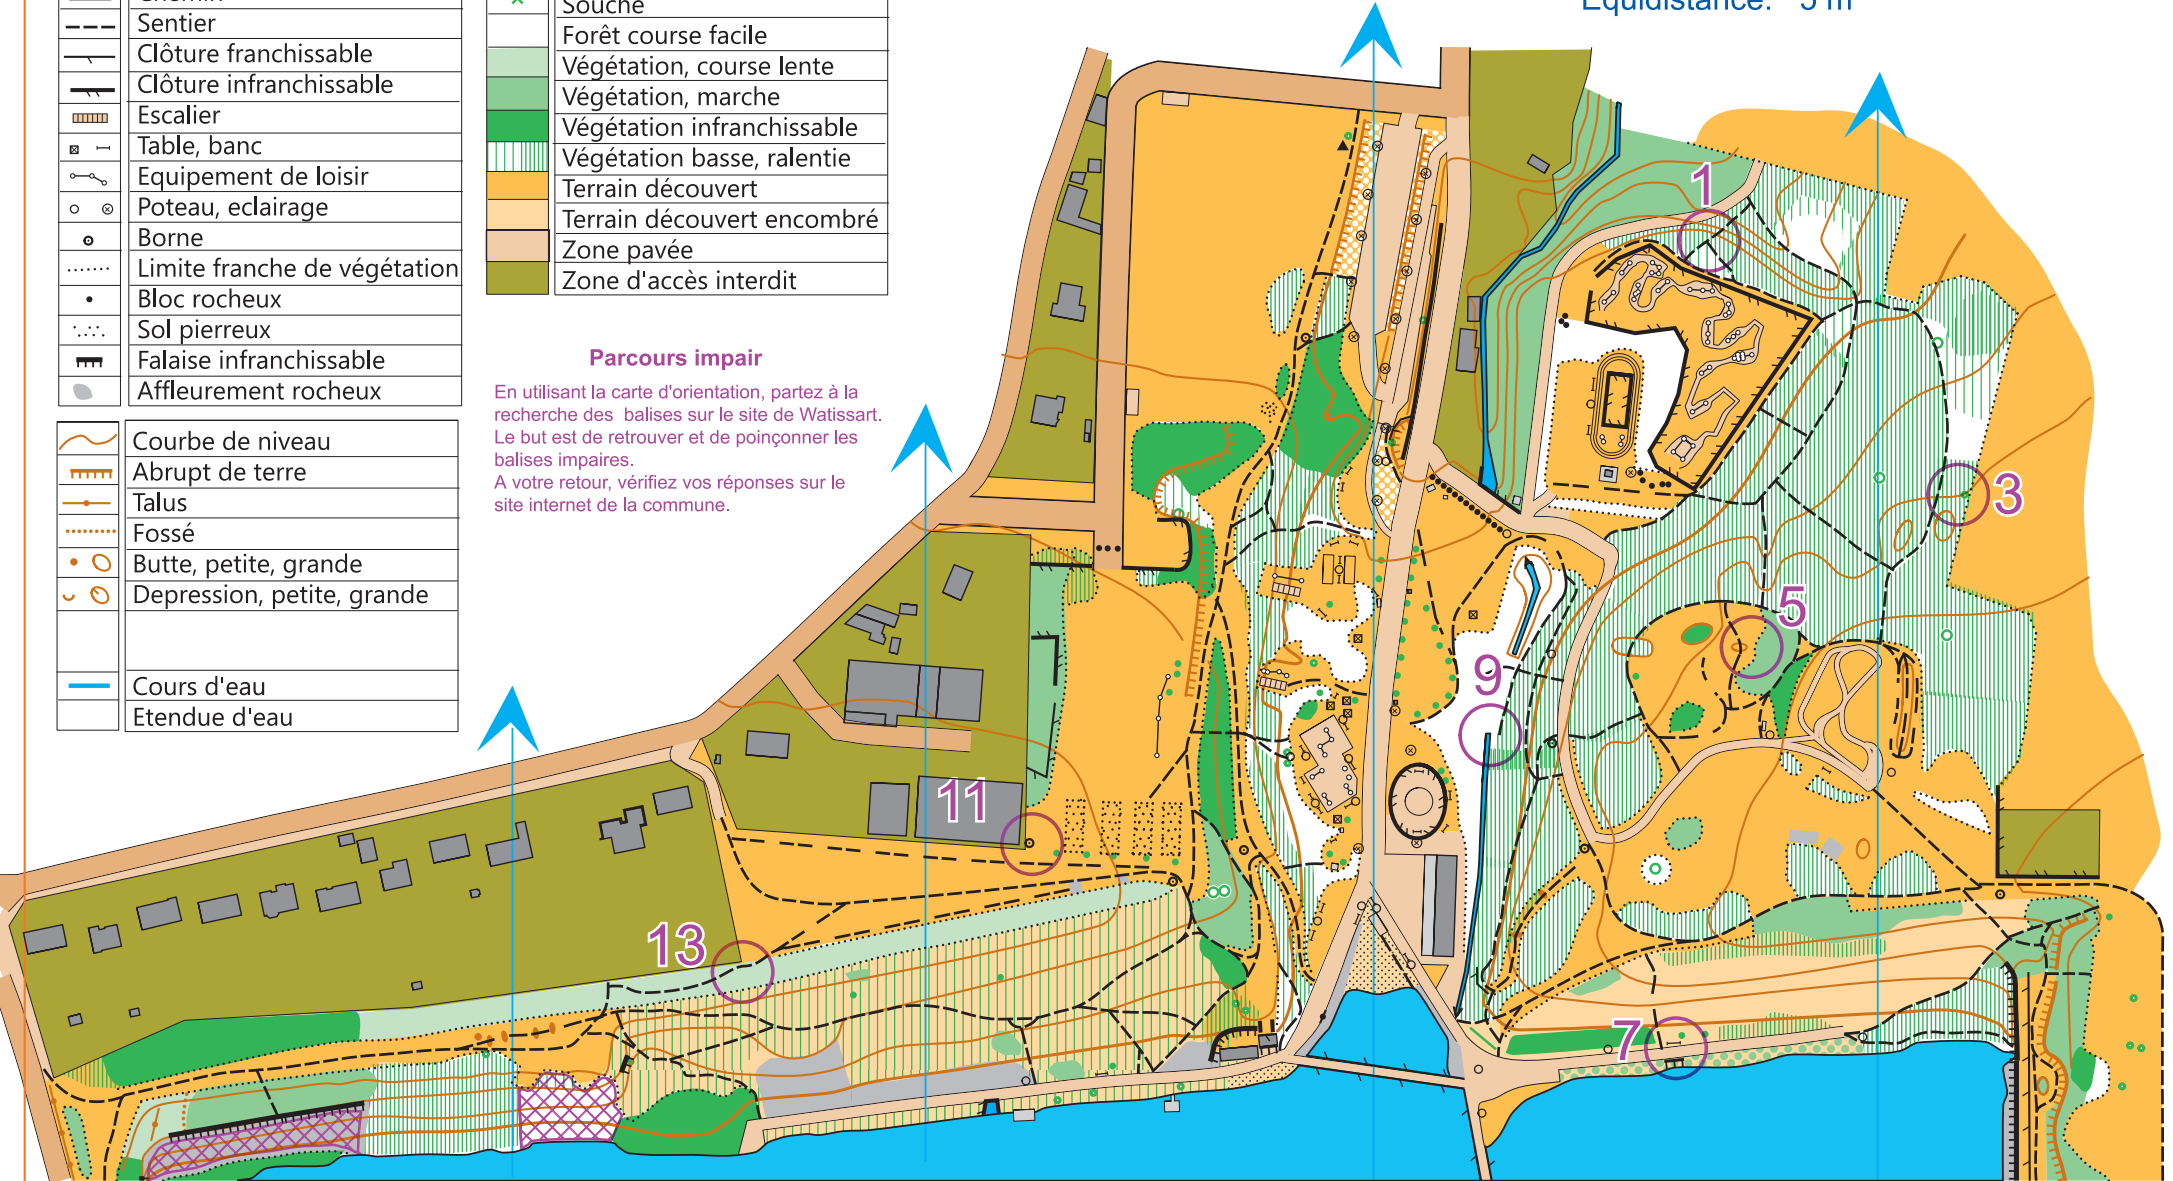 Chemin
Sentier
Clôture franchissable
Clôture infranchissable
Escalier
Table, banc
Equipement de loisir
Poteau, eclairage
Borne
Limite franche de végétation
Bloc rocheux
Sol pierreux
Falaise infranchissable
Affleurement rocheux
Courbe de niveau
Abrupt de terre
Talus
Fossé
Butte, petite, grande
Depression, petite, grande
Cours d'eau
Etendue d'eau
Souche
Forêt course facile
Végétation, course lente
Végétation, marche
Végétation infranchissable
Végétation basse, ralentie
Terrain découvert
Terrain découvert encombré
Zone pavée
Zone d'accès interdit
Parcours impair
En utilisant la carte d'orientation, partez à la
recherche des balises sur le site de Watissart.
Le but est de retrouver et de poinçonner les
balises impaires.
A votre retour, vérifiez vos réponses sur le
site internet de la commune.
Equidistance: 5 m
1
3
5
9
11
13
7